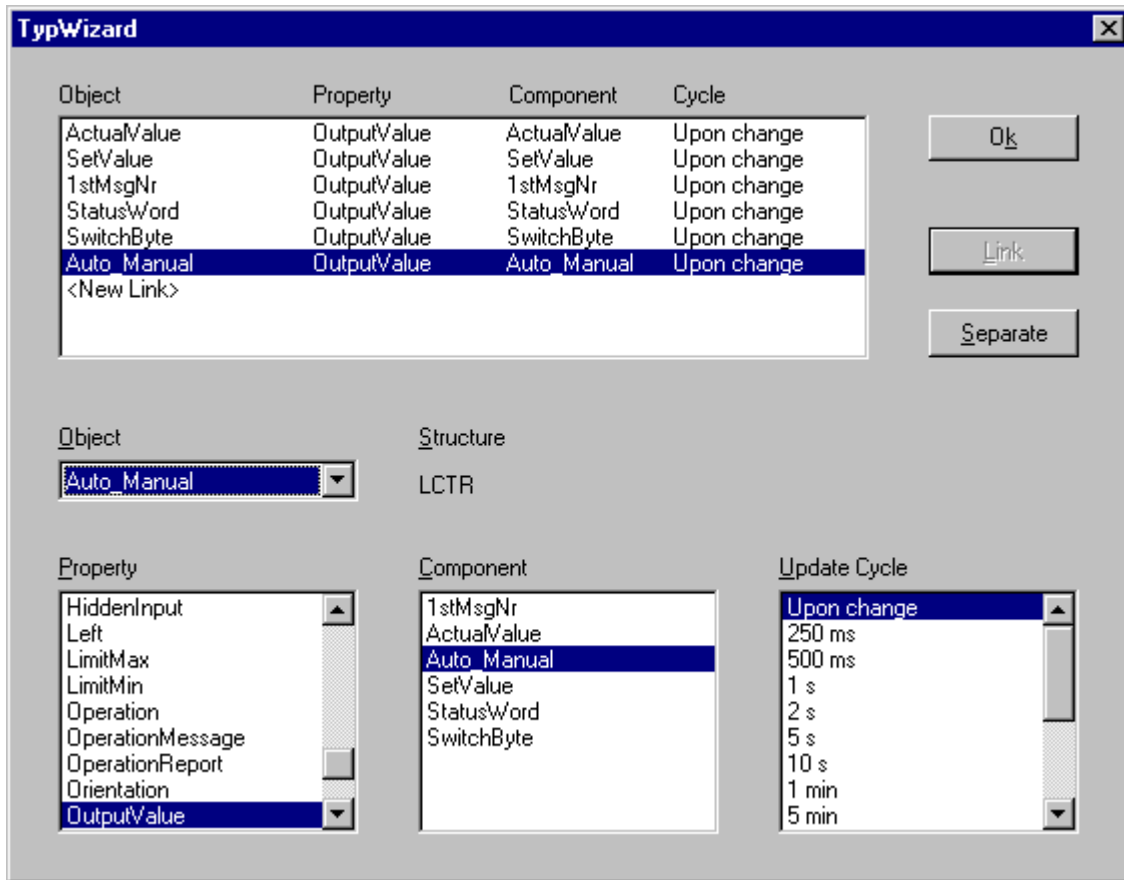 TypWizard
Object Property Component Cycle
ActualValue OutputValue ActualValue Upon change
SetValue OutputValue SetValue Upon change
1stMsgNr OutputValue 1stMsgNr Upon change
StatusWord OutputValue StatusWord Upon change
SwitchByte OutputValue SwitchByte Upon change
Auto_Manual OutputValue Auto_Manual Upon change
<New Link>
Ok
Link
Separate
Object Structure
Auto_Manual LCTR
Property
HiddenInput
Left
LimitMax
LimitMin
Operation
OperationMessage
OperationReport
Orientation
OutputValue
Component
1stMsgNr
ActualValue
Auto_Manual
SetValue
StatusWord
SwitchByte
Update Cycle
Upon change
250 ms
500 ms
1 s
2 s
5 s
10 s
1 min
5 min